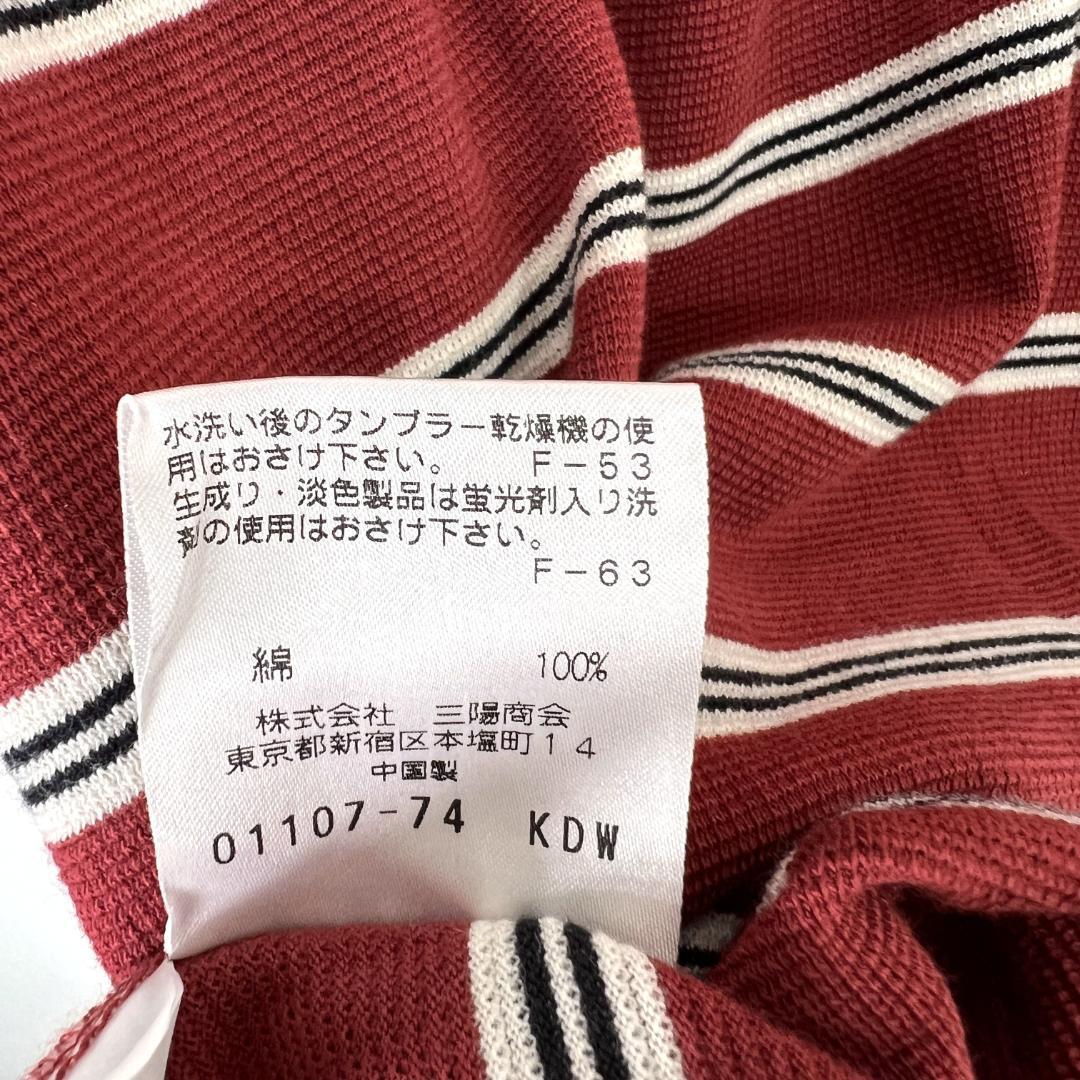 水洗い後のタンブラー乾燥機の使
用はおさけ下さい。 F-53
生成り・淡色製品は蛍光剤入り洗
剤の使用はおさけ下さい。
F-63
綿 100%
株式会社 三陽商会
東京都新宿区本塩町14
中国製
01107-74 KDW